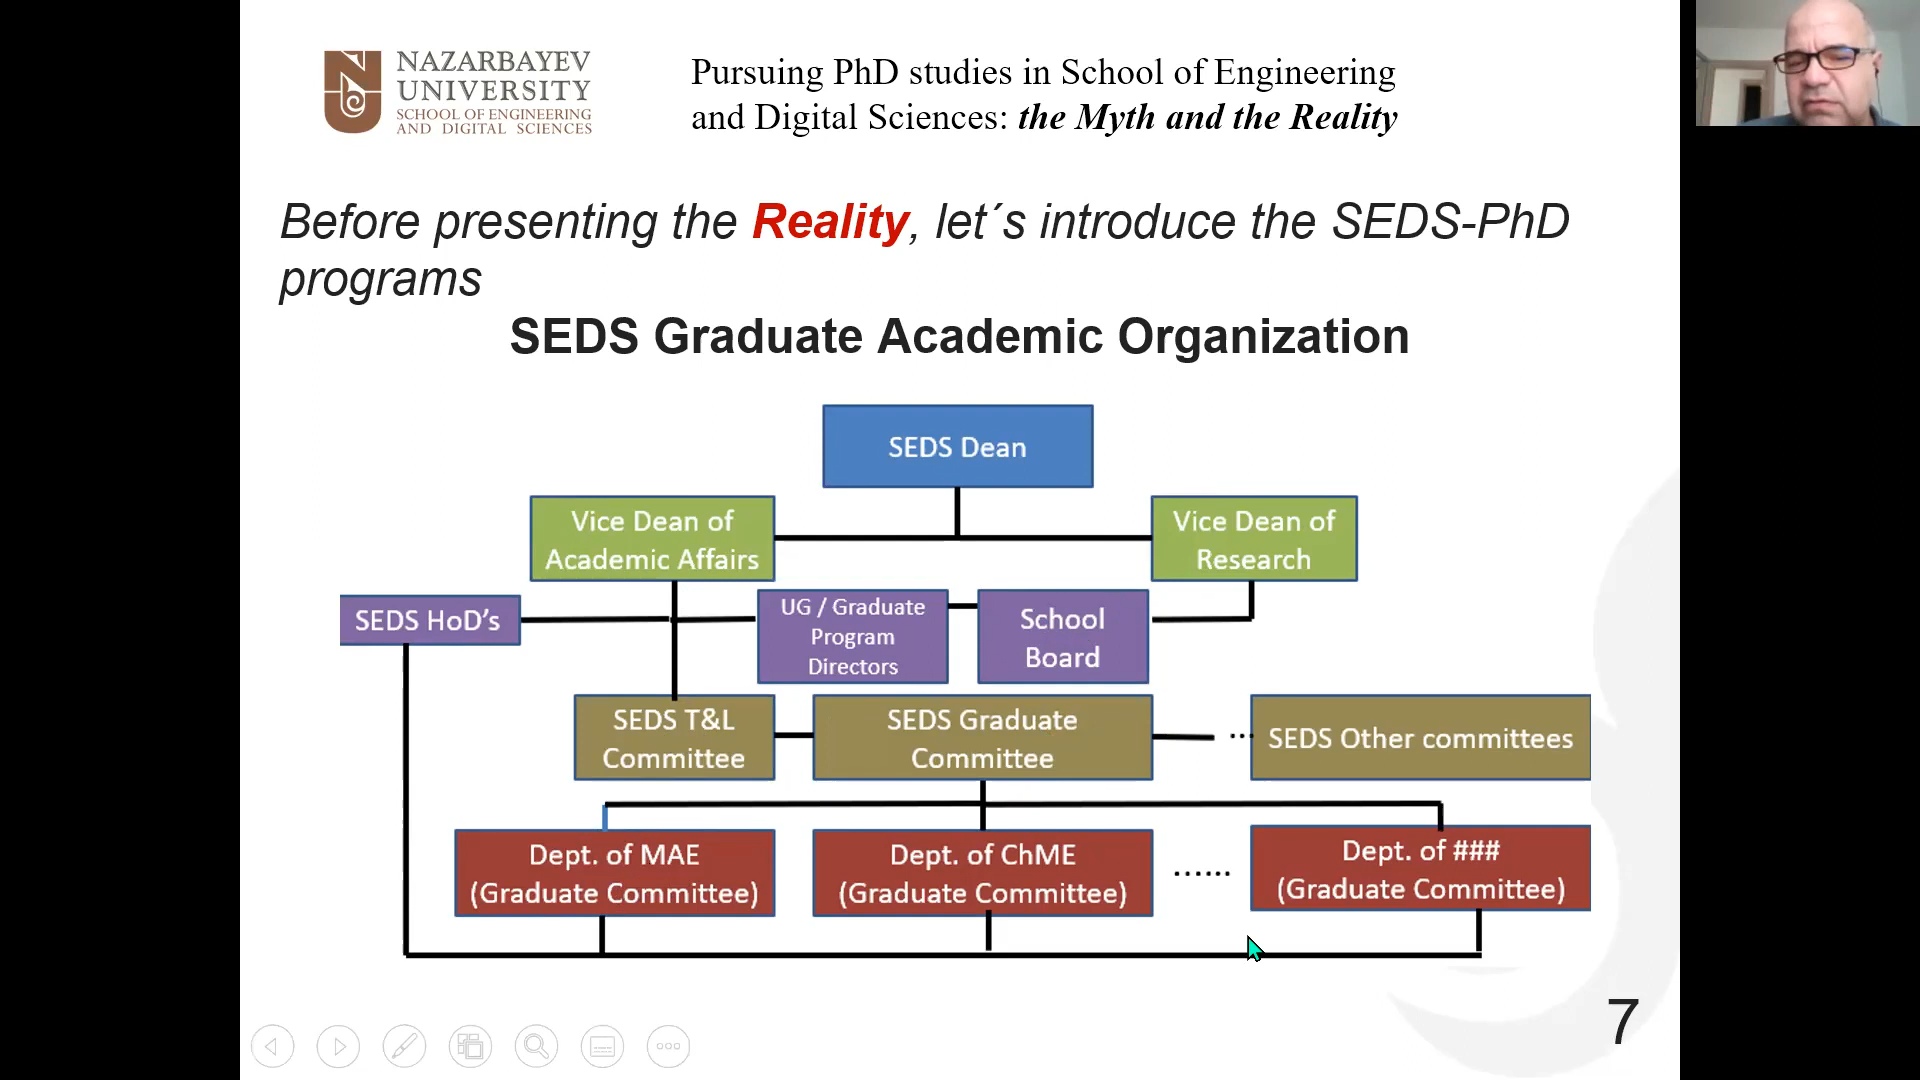 NAZARBAYEV
UNIVERSITY
SCHOOL OF ENGINEERING
AND DIGITAL SCIENCES
Pursuing PhD studies in School of Engineering
and Digital Sciences: the Myth and the Reality
Before presenting the Reality, let´s introduce the SEDS-PhD
programs
SEDS Graduate Academic Organization
SEDS Dean
Vice Dean of
Academic Affairs
Vice Dean of
Research
SEDS HoD’s
UG / Graduate
Program
Directors
School
Board
SEDS T&L
Committee
SEDS Graduate
Committee
...
SEDS Other committees
Dept. of MAE
(Graduate Committee)
Dept. of ChME
(Graduate Committee)
......
Dept. of ###
(Graduate Committee)
7